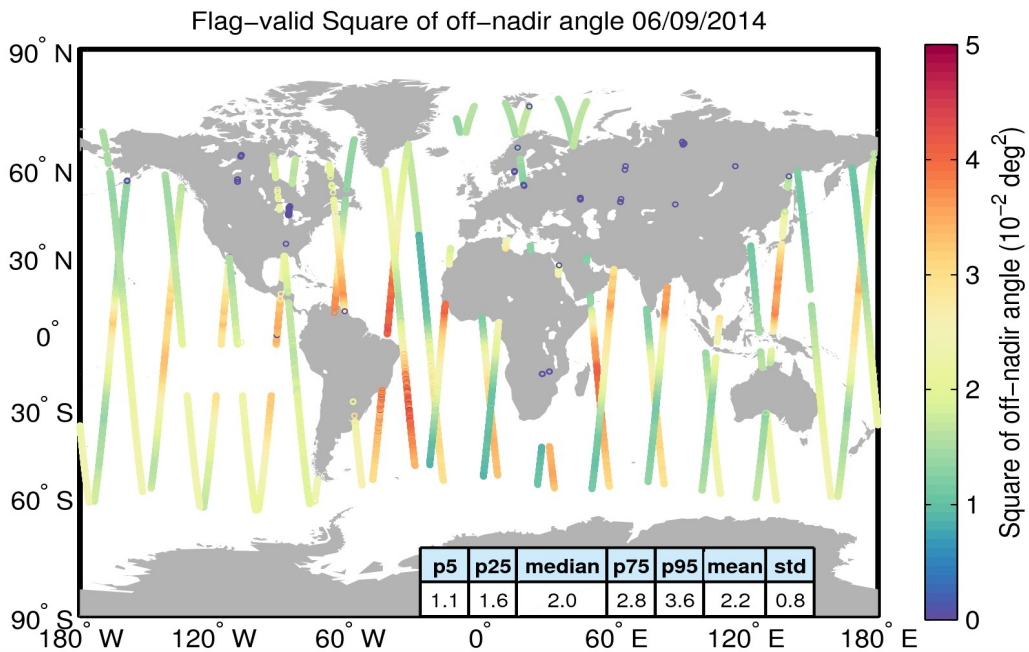 Flag−valid Square of off−nadir angle 06/09/2014
90° N
60° N
30° N
0°
30° S
60° S
90° S
180° W
120° W
60° W
0°
60° E
120° E
180° E
p5 p25 median p75 p95 mean std
1.1 1.6 2.0 2.8 3.6 2.2 0.8
5
4
3
2
1
0
Square of off−nadir angle (10⁻² deg²)